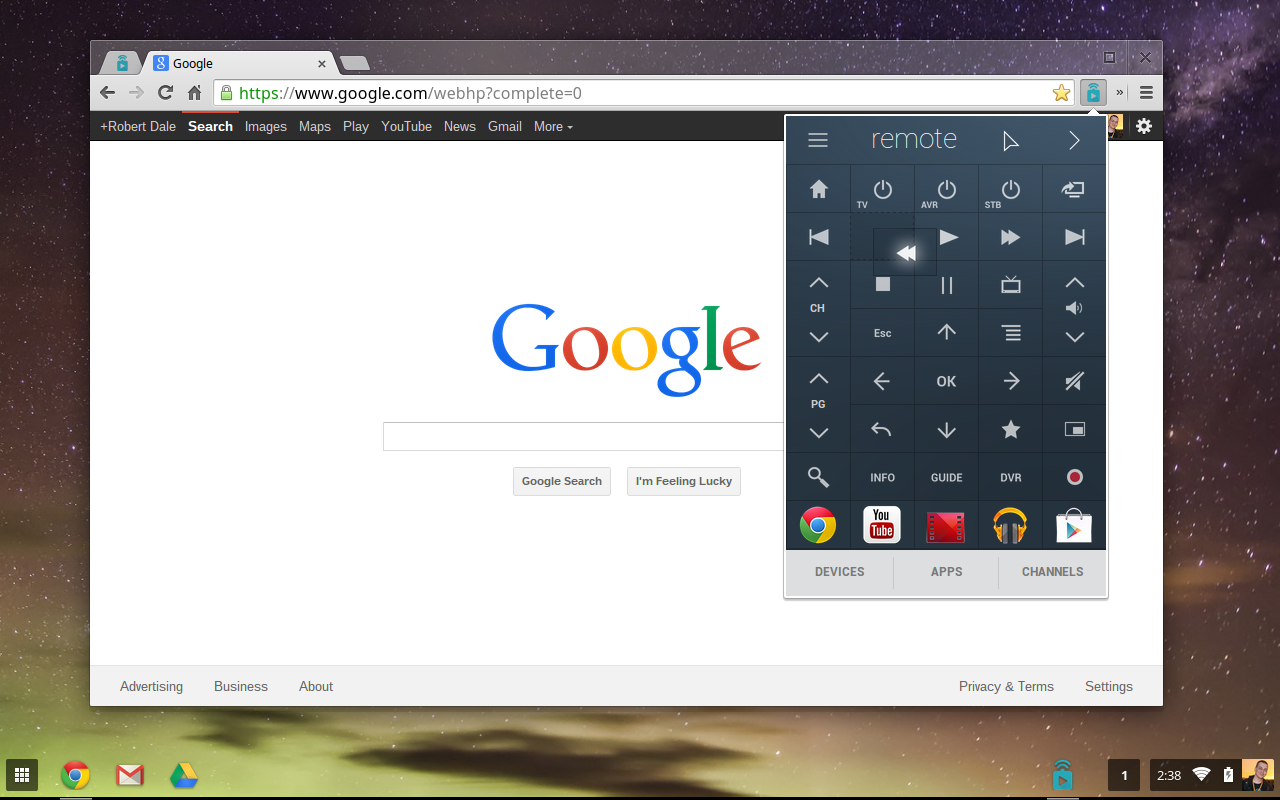 Google
https://www.google.com/webhp?complete=0
»
+Robert Dale Search Images Maps Play YouTube News Gmail More
remote
TV AVR STB
CH
Esc
OK
PG
INFO GUIDE DVR
You
Tube
DEVICES APPS CHANNELS
Google
Google Search I'm Feeling Lucky
Advertising Business About Privacy & Terms Settings
1 2:38